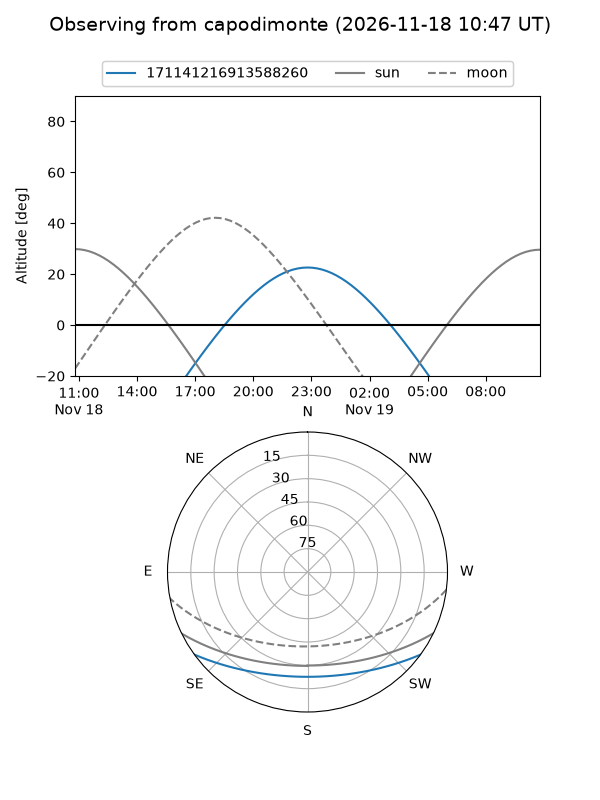 Observing from capodimonte (2026-11-18 10:47 UT)
171141216913588260 sun moon
Altitude [deg]
80
60
40
20
0
−20
11:00 14:00 17:00 20:00 23:00 02:00 05:00 08:00
Nov 18 Nov 19
N
NE NW
15
30
45
60
75
E W
SE SW
S